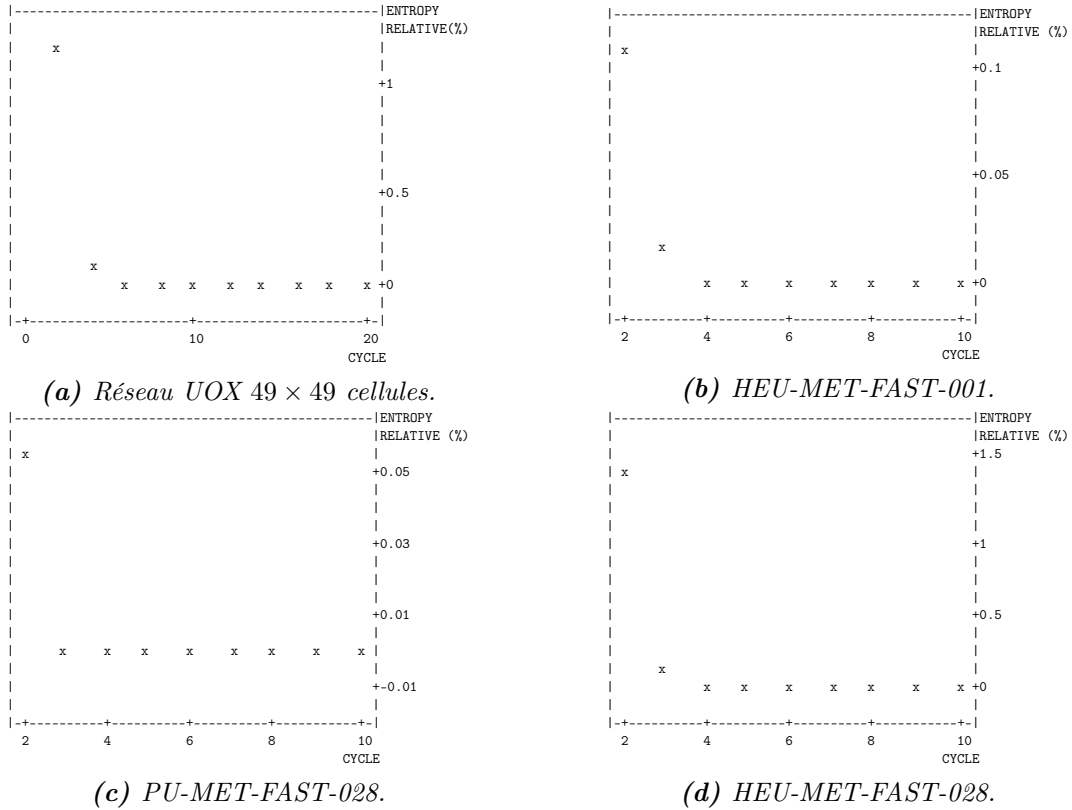 ENTROPY
RELATIVE(%)
x
+1
+0.5
x
x x x x x x x x +0
0 10 20
CYCLE
(a) Réseau UOX 49 × 49 cellules.
ENTROPY
RELATIVE (%)
x
+0.1
+0.05
x
x x x x x x x +0
2 4 6 8 10
CYCLE
(b) HEU-MET-FAST-001.
ENTROPY
RELATIVE (%)
x
+0.05
+0.03
+0.01
x x x x x x x x
+-0.01
2 4 6 8 10
CYCLE
(c) PU-MET-FAST-028.
ENTROPY
RELATIVE (%)
+1.5
x
+1
+0.5
x
x x x x x x x +0
2 4 6 8 10
CYCLE
(d) HEU-MET-FAST-028.